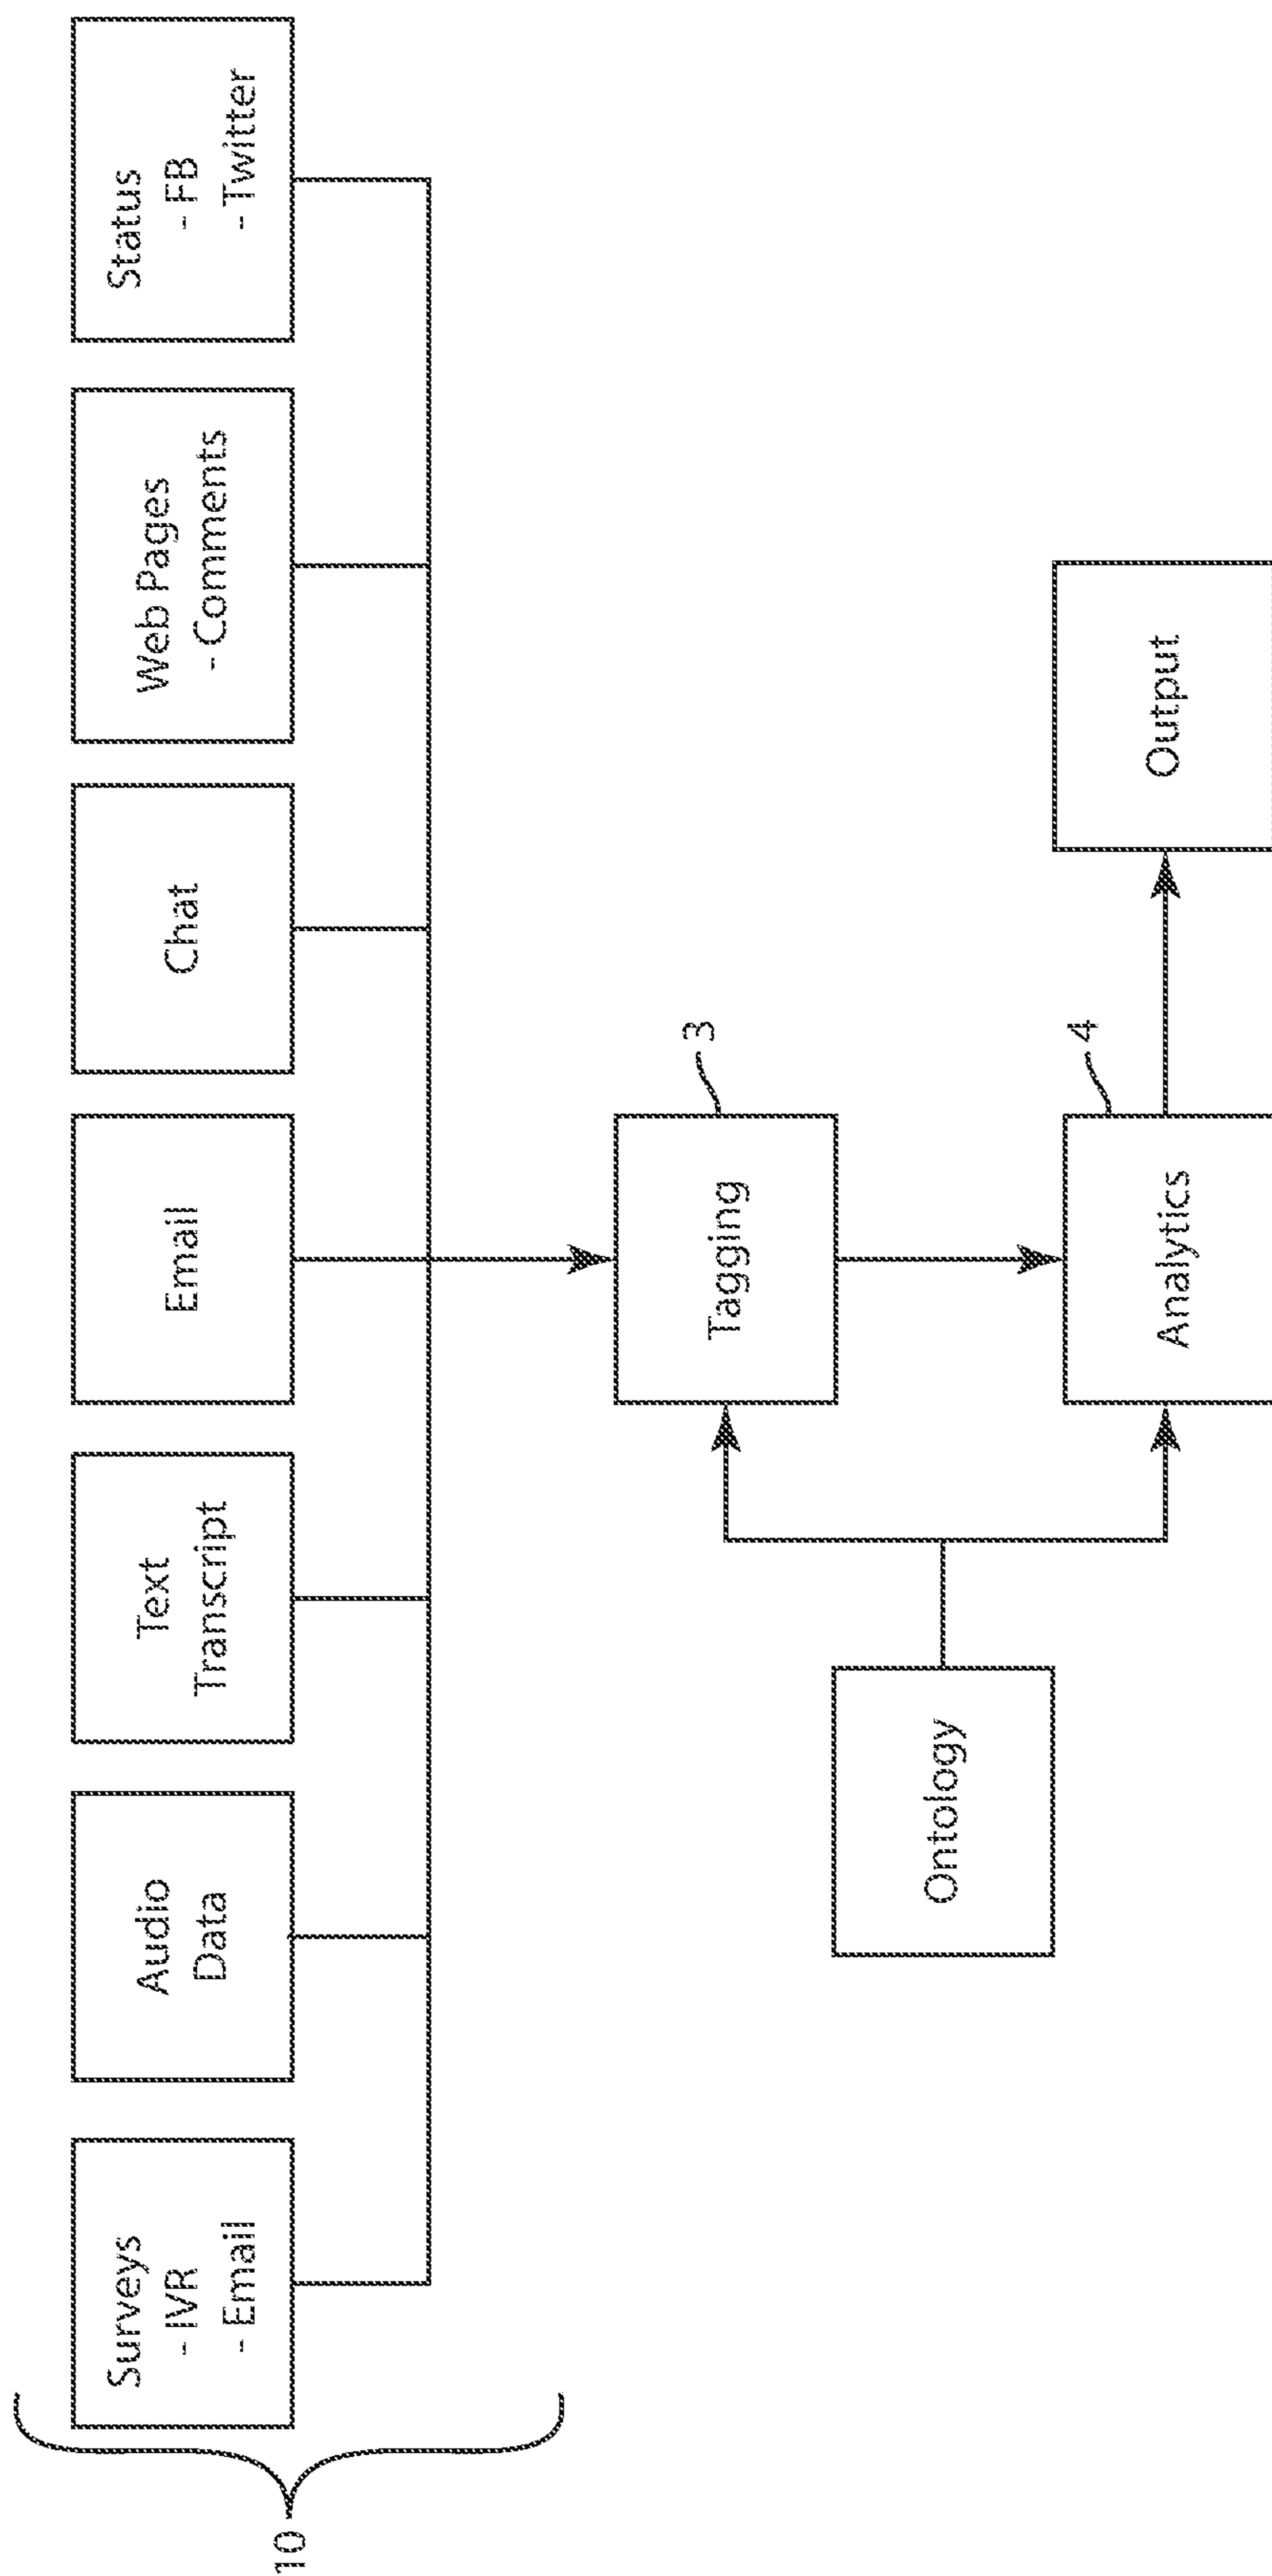 10
Surveys
- IVR
- Email
Audio
Data
Text
Transcript
Email
Chat
Web Pages
- Comments
Status
- FB
- Twitter
Tagging
3
Ontology
Analytics
4
Output